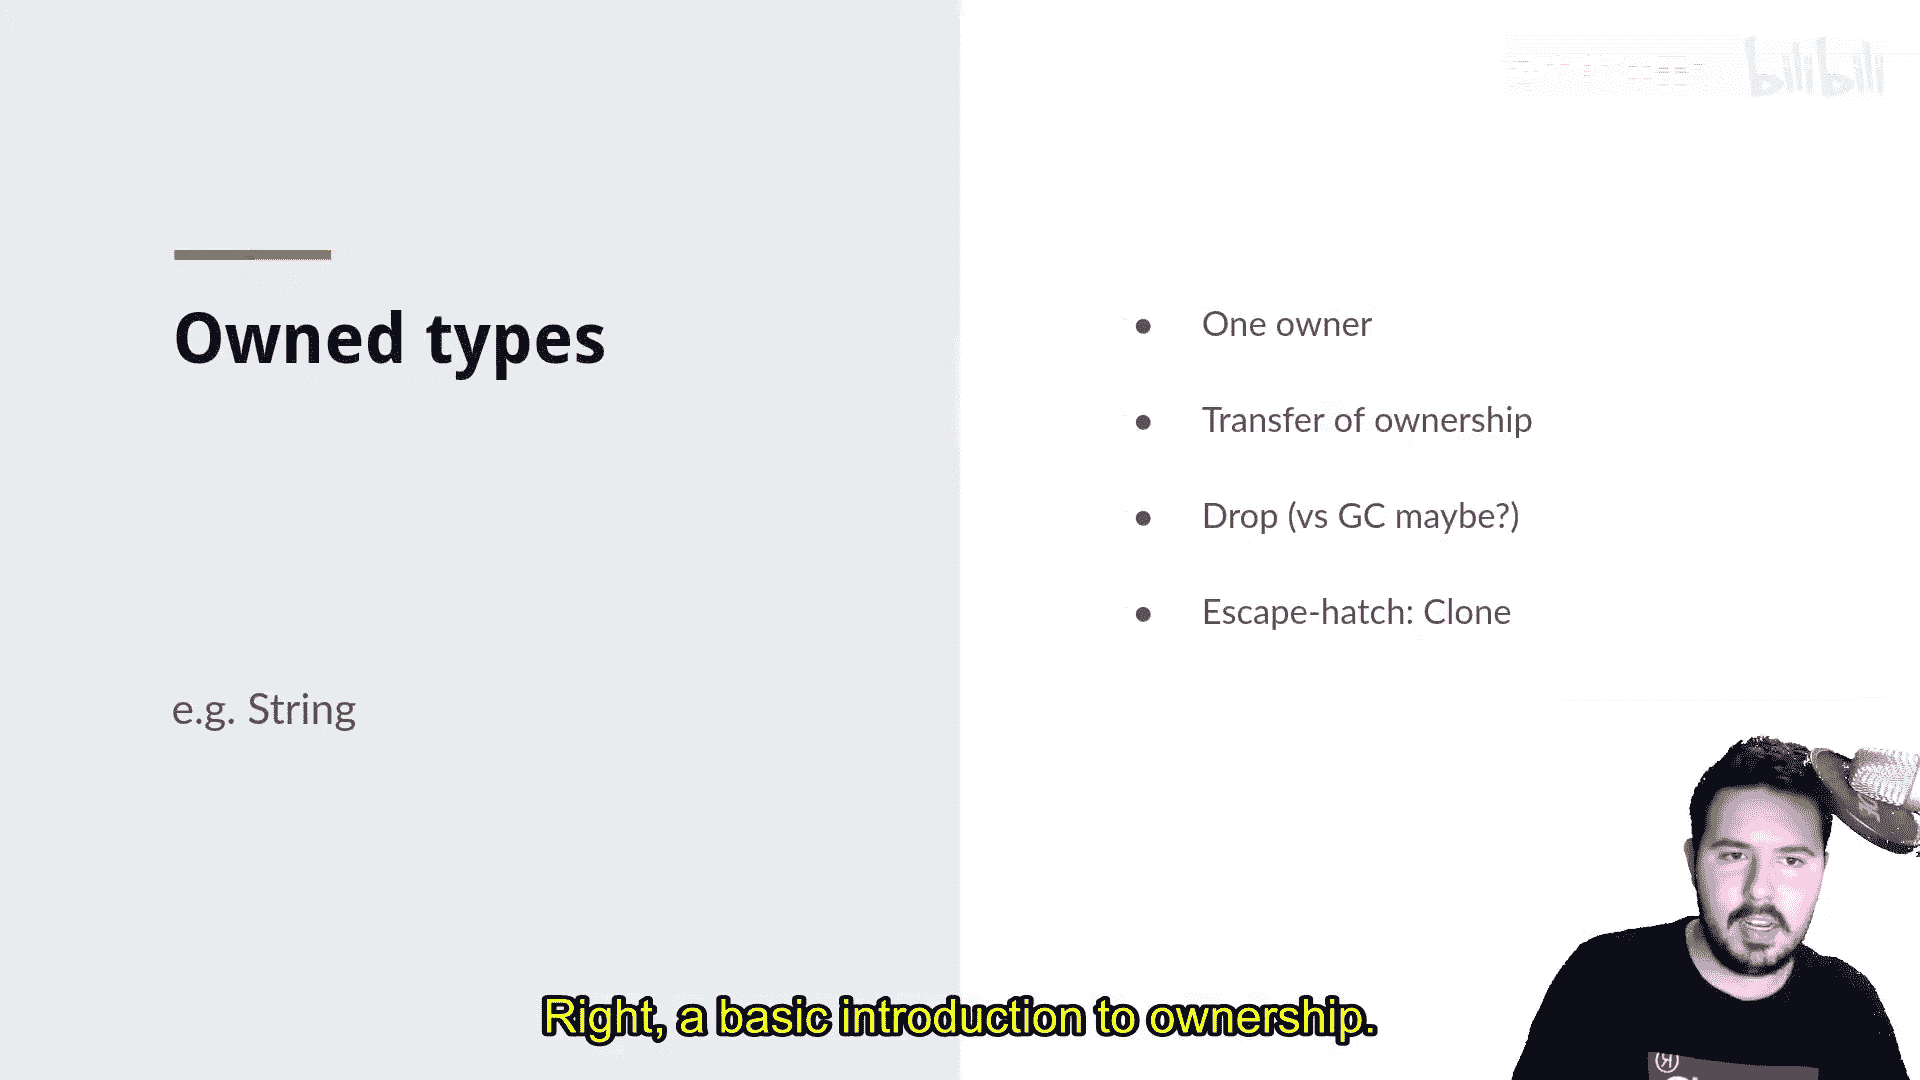 bilibili
Owned types
e.g. String
One owner
Transfer of ownership
Drop (vs GC maybe?)
Escape-hatch: Clone
Right, a basic introduction to ownership.
®